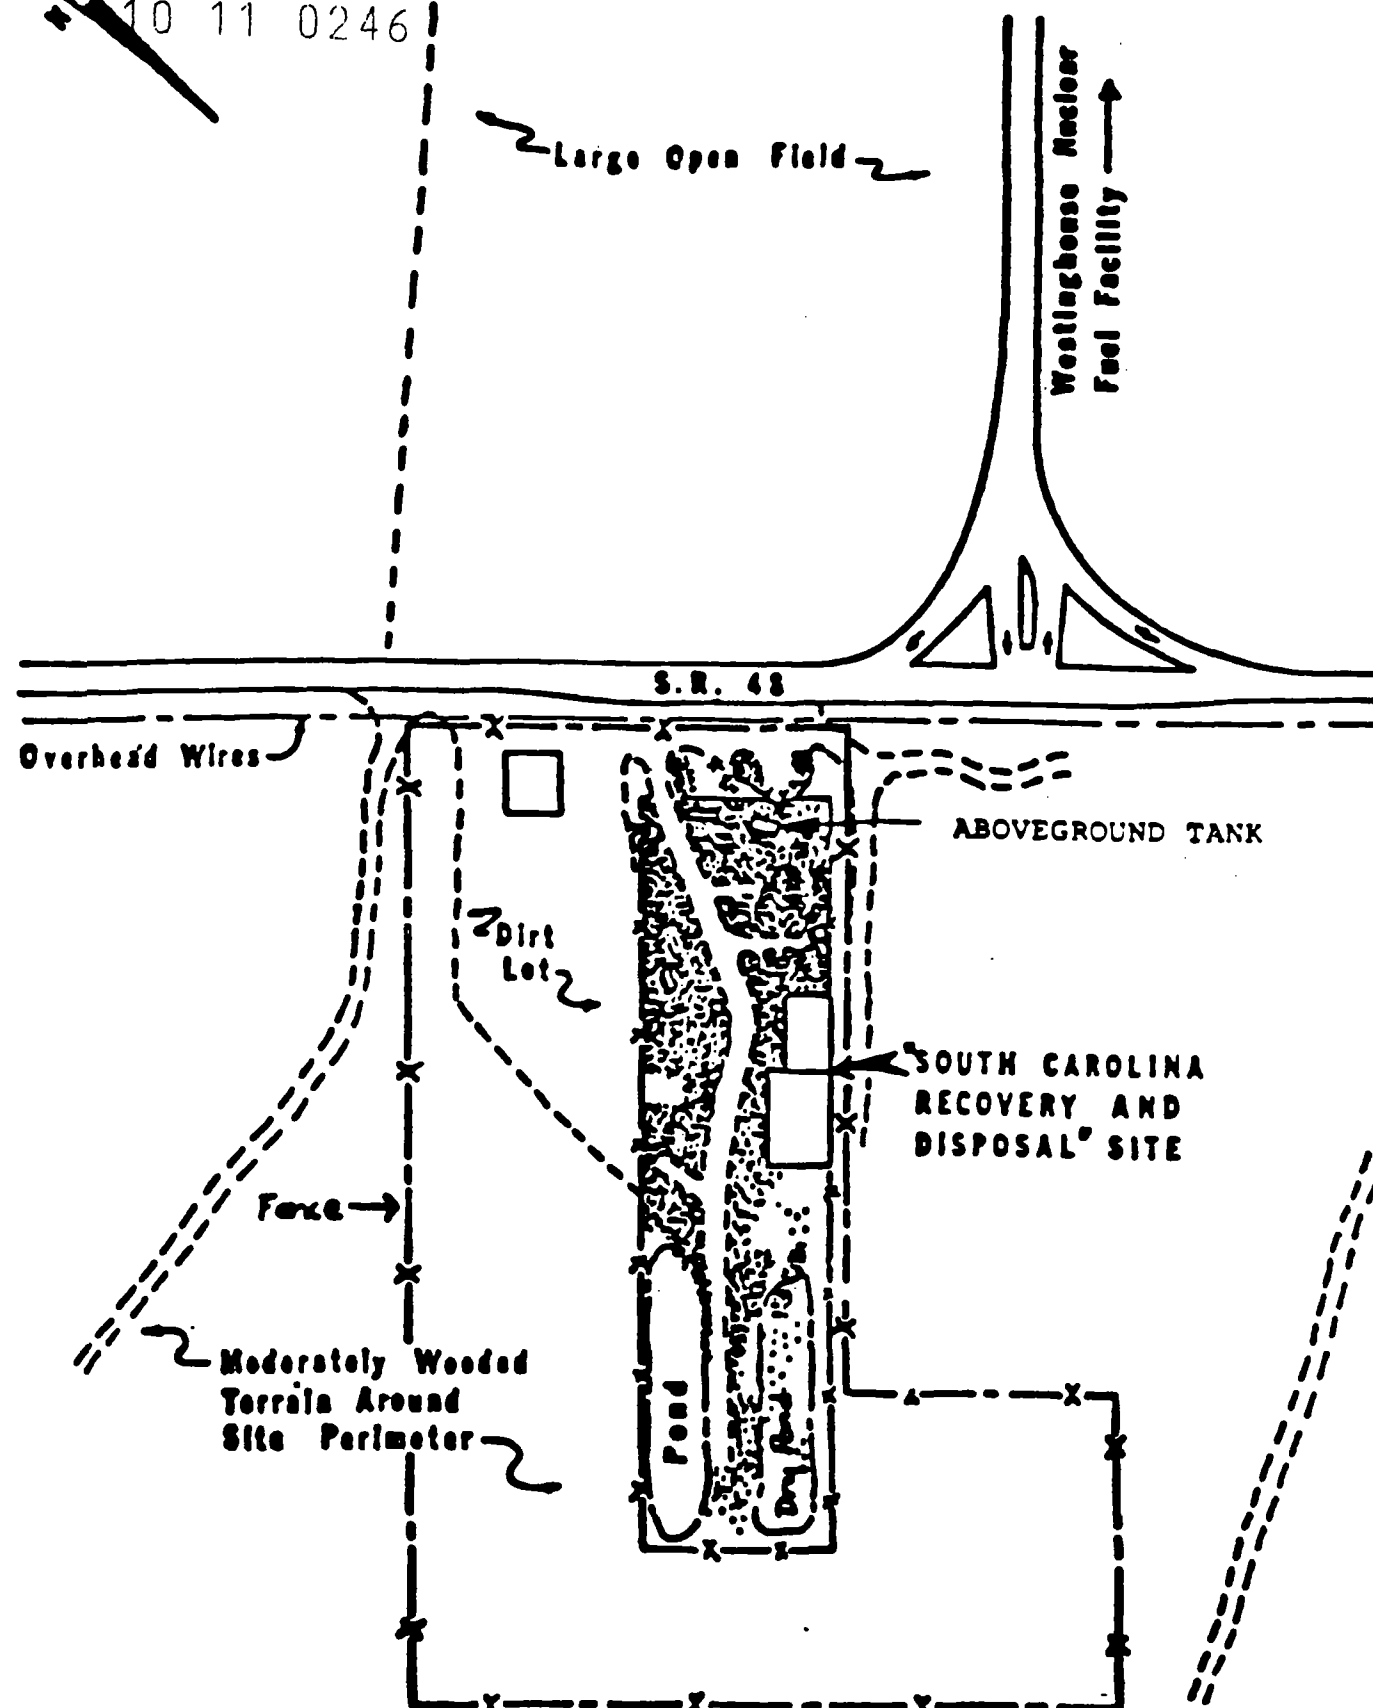 10 11 0246
Large Open Field
Westinghouse Nuclear
Fuel Facility
S.R. 48
Overhead Wires
ABOVEGROUND TANK
Dirt
Lot
"SOUTH CAROLINA
RECOVERY AND
DISPOSAL" SITE
Fence
Moderately Wooded
Terrain Around
Site Perimeter
Pond
Dry Pond